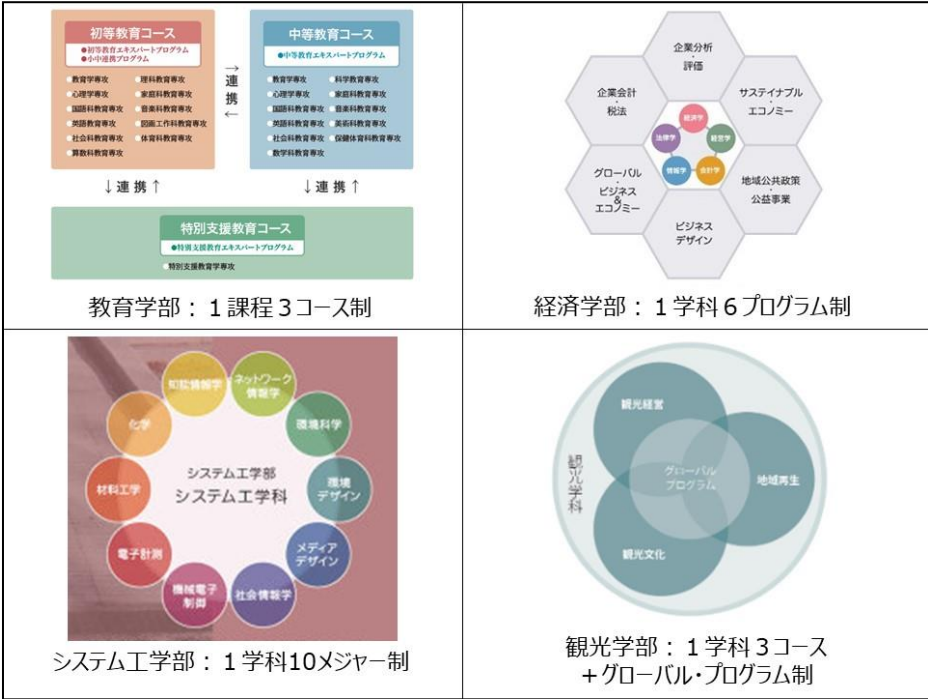 初等教育コース
●初等教育エキスパートプログラム
●小中連携プログラム
教育学専攻
心理学専攻
国語科教育専攻
英語教育専攻
社会科教育専攻
算数科教育専攻
理科教育専攻
家庭科教育専攻
音楽科教育専攻
図画工作科教育専攻
体育科教育専攻
→
連
携
←
中等教育コース
●中等教育エキスパートプログラム
教育学専攻
心理学専攻
国語科教育専攻
英語科教育専攻
社会科教育専攻
数学科教育専攻
科学教育専攻
家庭科教育専攻
音楽科教育専攻
美術科教育専攻
保健体育科教育専攻
↓連携↑
↓連携↑
特別支援教育コース
●特別支援教育エキスパートプログラム
特別支援教育学専攻
教育学部：１課程３コース制
企業分析
・
評価
企業会計
・
税法
サステイナブル
・
エコノミー
経済学
法律学
経営学
情報学
会計学
グローバル
・
ビジネス
&
エコノミー
地域公共政策
・
公益事業
ビジネス
デザイン
経済学部：１学科６プログラム制
知能情報学
ネットワーク
情報学
化学
環境科学
システム工学部
システム工学科
材料工学
環境
デザイン
電子計測
メディア
デザイン
機械電子
制御
社会情報学
システム工学部：１学科10メジャー制
観光経営
観光学科
グローバル
プログラム
地域再生
観光文化
観光学部：１学科３コース
＋グローバル・プログラム制